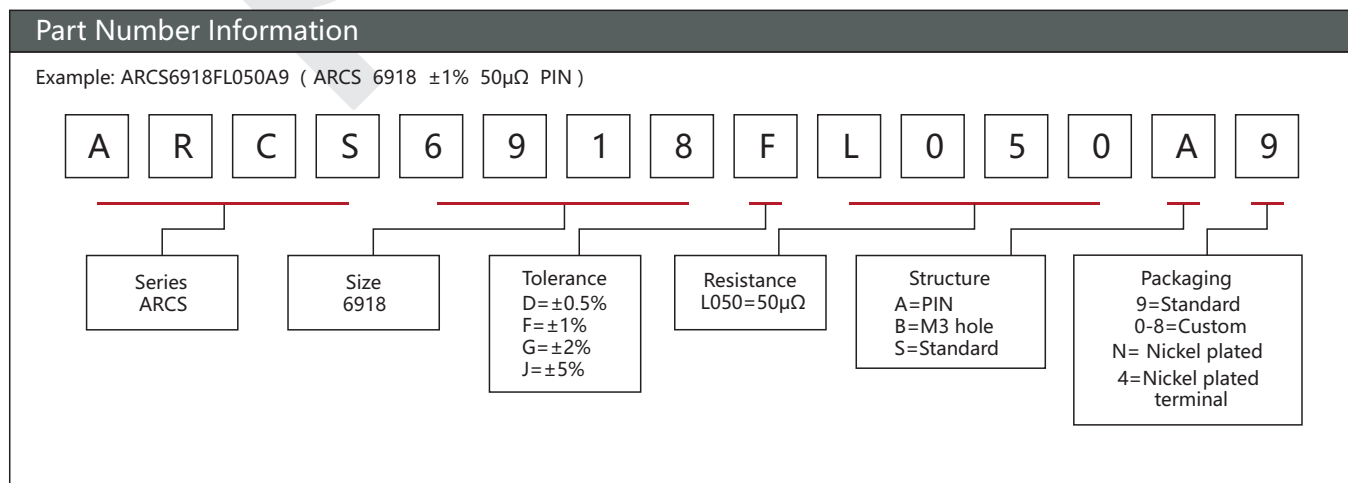 Part Number Information
Example: ARCS6918FL050A9 ( ARCS 6918 ±1% 50μΩ PIN )
A R C S 6 9 1 8 F L 0 5 0 A 9
Series
ARCS
Size
6918
Tolerance
D=±0.5%
F=±1%
G=±2%
J=±5%
Resistance
L050=50μΩ
Structure
A=PIN
B=M3 hole
S=Standard
Packaging
9=Standard
0-8=Custom
N= Nickel plated
4=Nickel plated
terminal